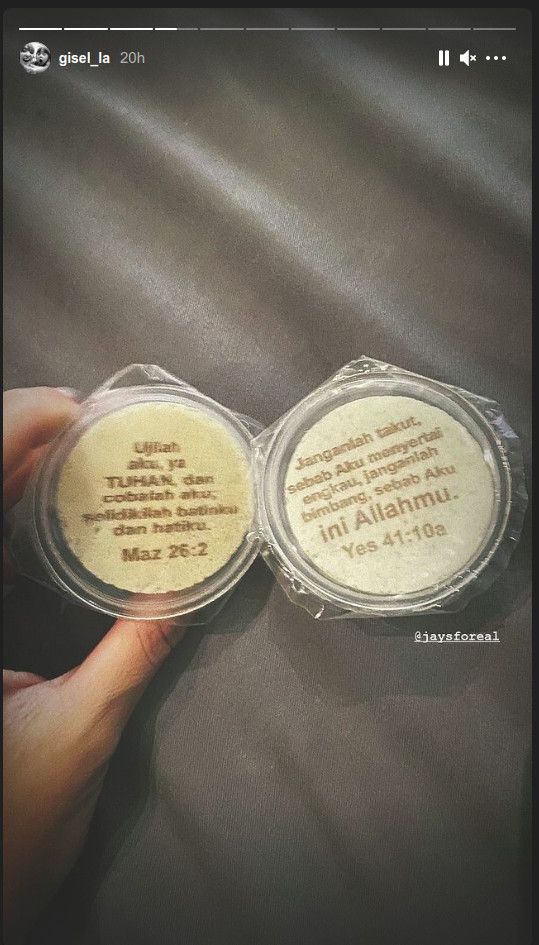 gisel_la 20h
Ujilah
aku, ya
TUHAN, dan
cobalah aku,
selidikilah batinku
dan hatiku.
Maz 26:2
Janganlah takut,
sebab Aku menyertai
engkau, janganlah
bimbang, sebab Aku
ini Allahmu.
Yes 41:10a
@jaysforeal